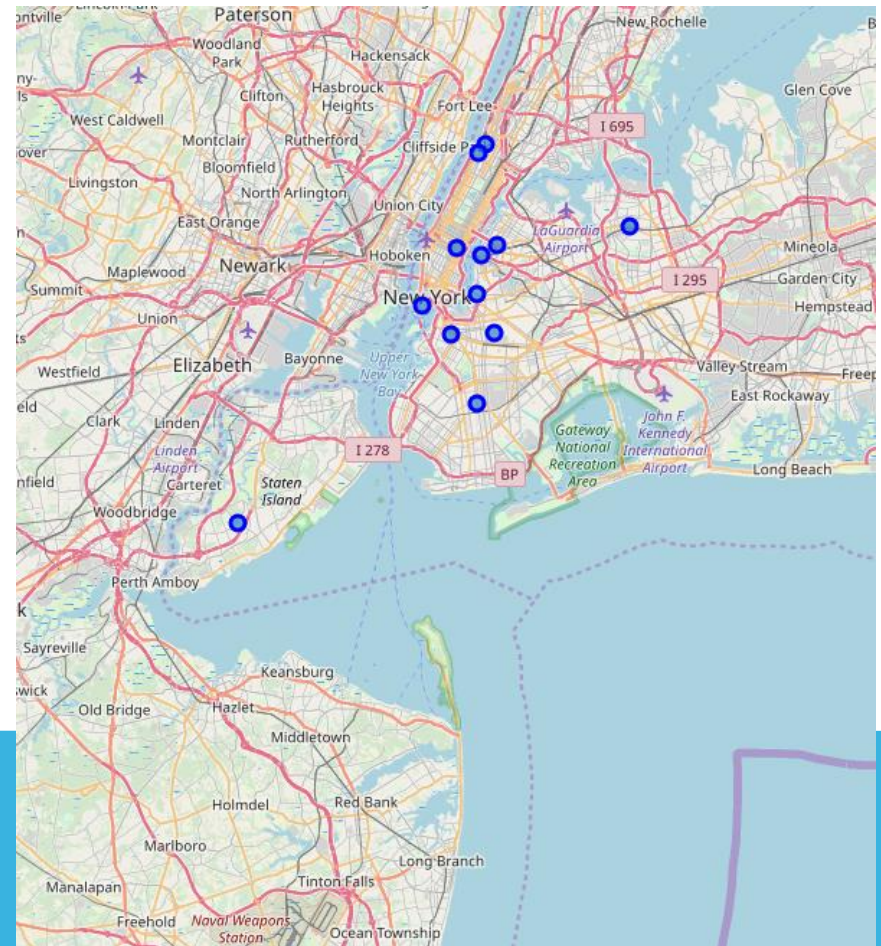 Paterson
New Rochelle
Woodland
Park
Hackensack
Glen Cove
Hasbrouck
Heights
Clifton
Fort Lee
West Caldwell
I 695
Montclair
Rutherford
Cliffside
Bloomfield
Livingston
North Arlington
Union City
East Orange
LaGuardia
Airport
Mineola
Hoboken
Newark
Maplewood
I 295
Garden City
Summit
New York
Hempstead
Union
Bayonne
Upper
New York
Bay
Elizabeth
Westfield
Valley Stream
East Rockaway
Clark
Linden
John F.
Kennedy
International
Airport
Gateway
National
Recreation
Area
I 278
Linden
Airport
Long Beach
BP
Carteret
Staten
Island
Woodbridge
Perth Amboy
Sayreville
Keansburg
Old Bridge
Hazlet
Middletown
Holmdel
Red Bank
Marlboro
Long Branch
Tinton Falls
Manalapan
Freehold
Naval Weapons
Station
Ocean Township